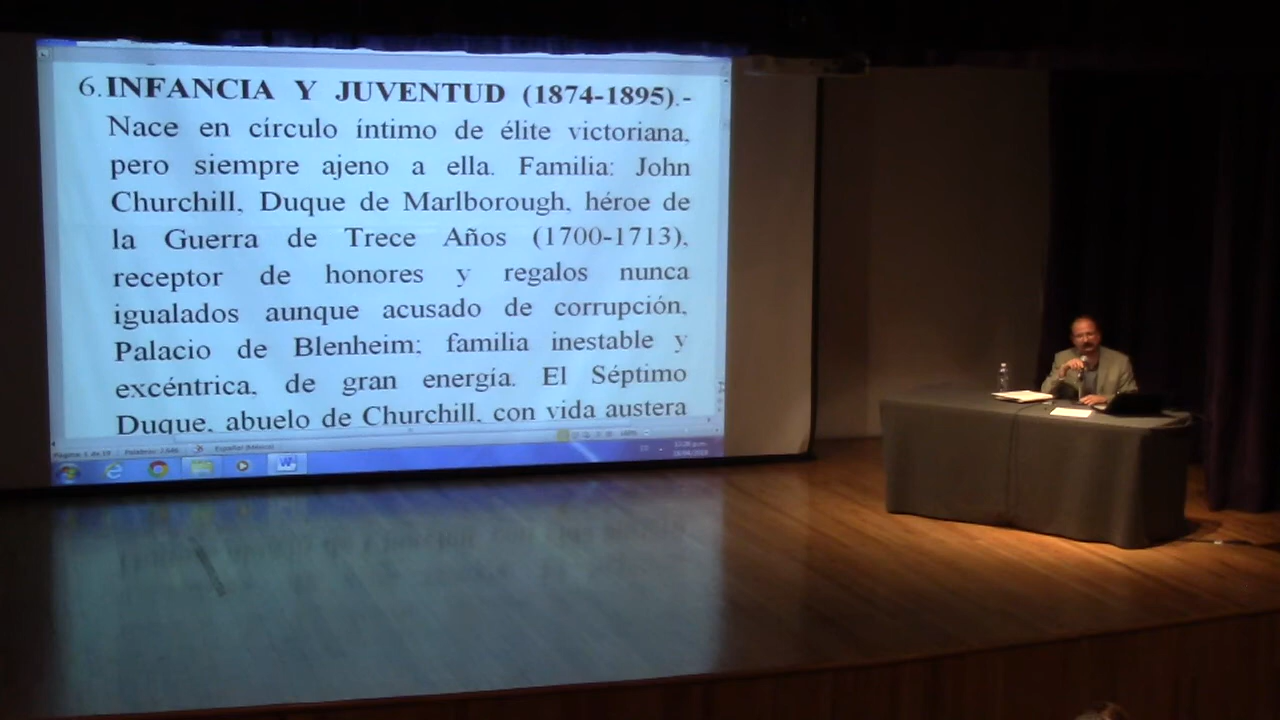 6. INFANCIA Y JUVENTUD (1874-1895).-
Nace en círculo íntimo de élite victoriana,
pero siempre ajeno a ella. Familia: John
Churchill, Duque de Marlborough, héroe de
la Guerra de Trece Años (1700-1713),
receptor de honores y regalos nunca
igualados aunque acusado de corrupción,
Palacio de Blenheim; familia inestable y
excéntrica, de gran energía. El Séptimo
Duque, abuelo de Churchill, con vida austera
Español (México)